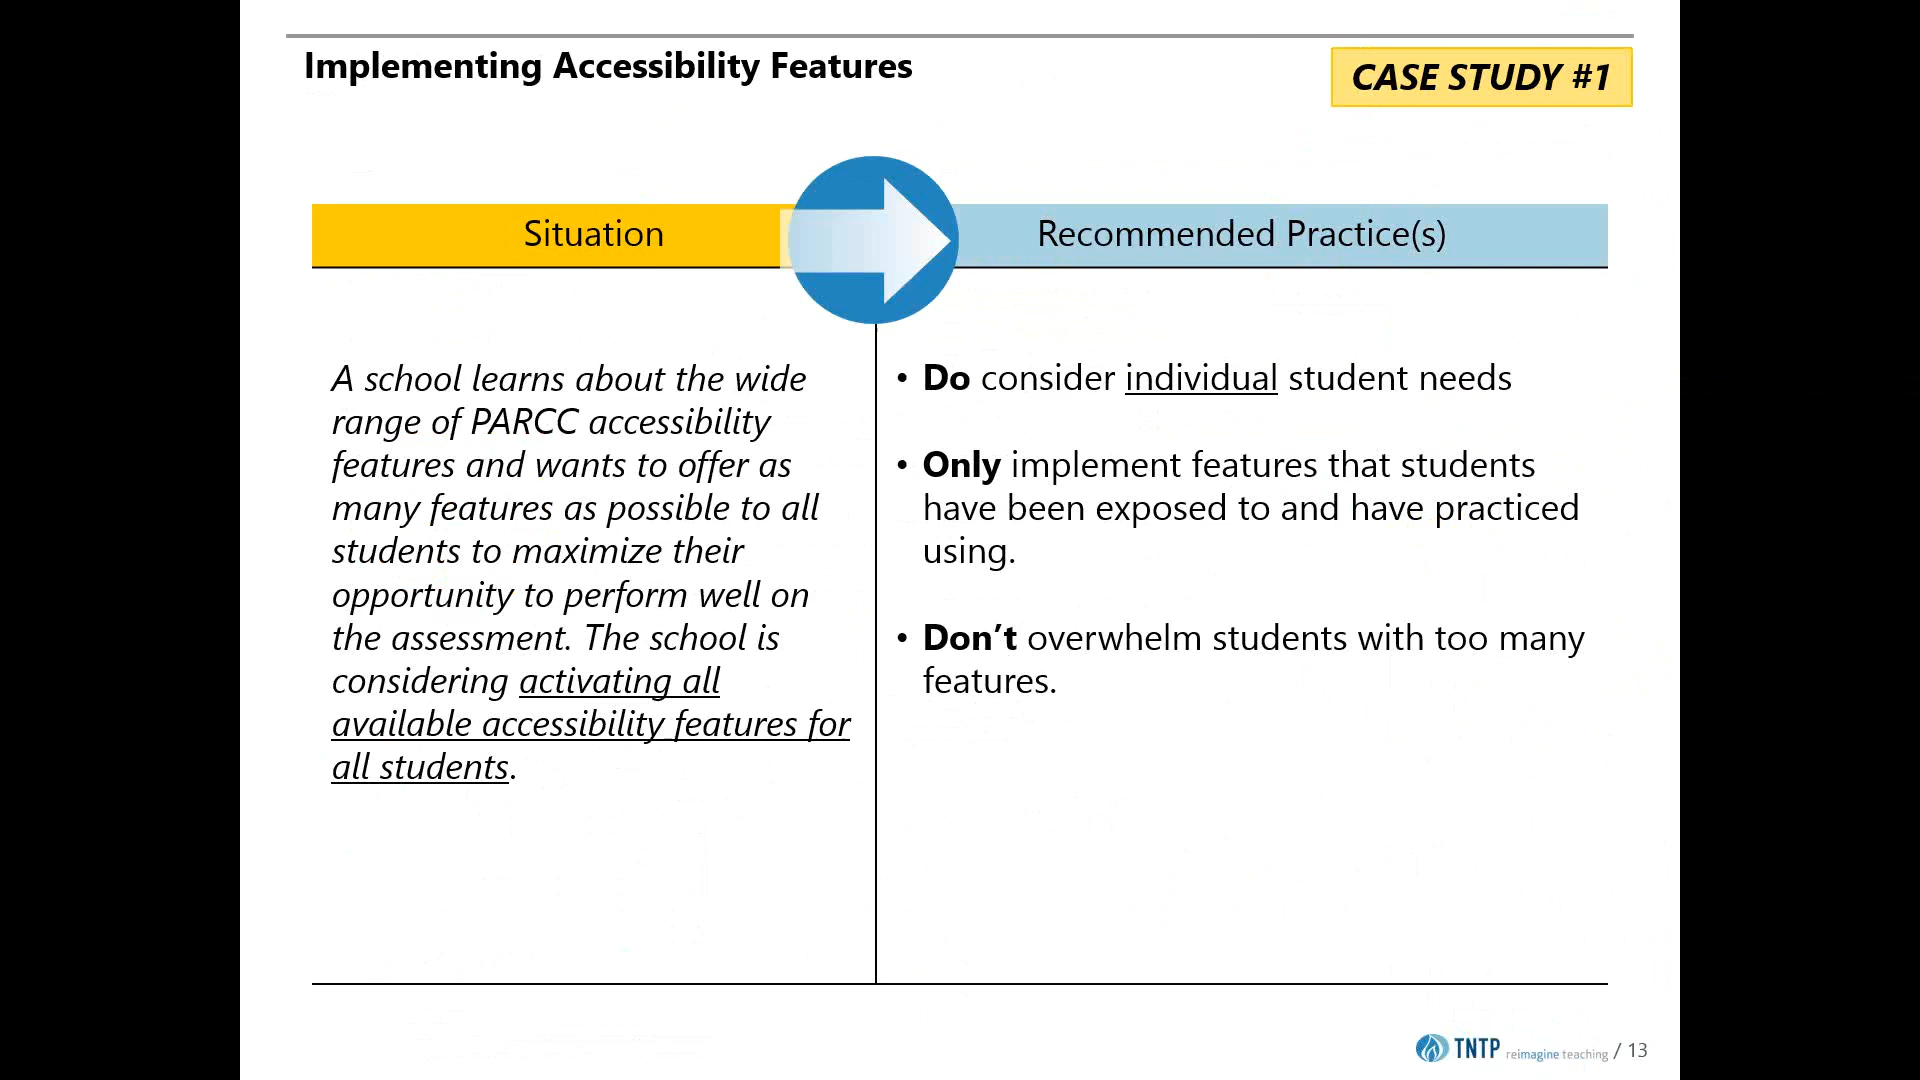 Implementing Accessibility Features
CASE STUDY #1
Situation
Recommended Practice(s)
A school learns about the wide
range of PARCC accessibility
features and wants to offer as
many features as possible to all
students to maximize their
opportunity to perform well on
the assessment. The school is
considering activating all
available accessibility features for
all students.
• Do consider individual student needs
• Only implement features that students
have been exposed to and have practiced
using.
• Don’t overwhelm students with too many
features.
TNTP reimagine teaching / 13